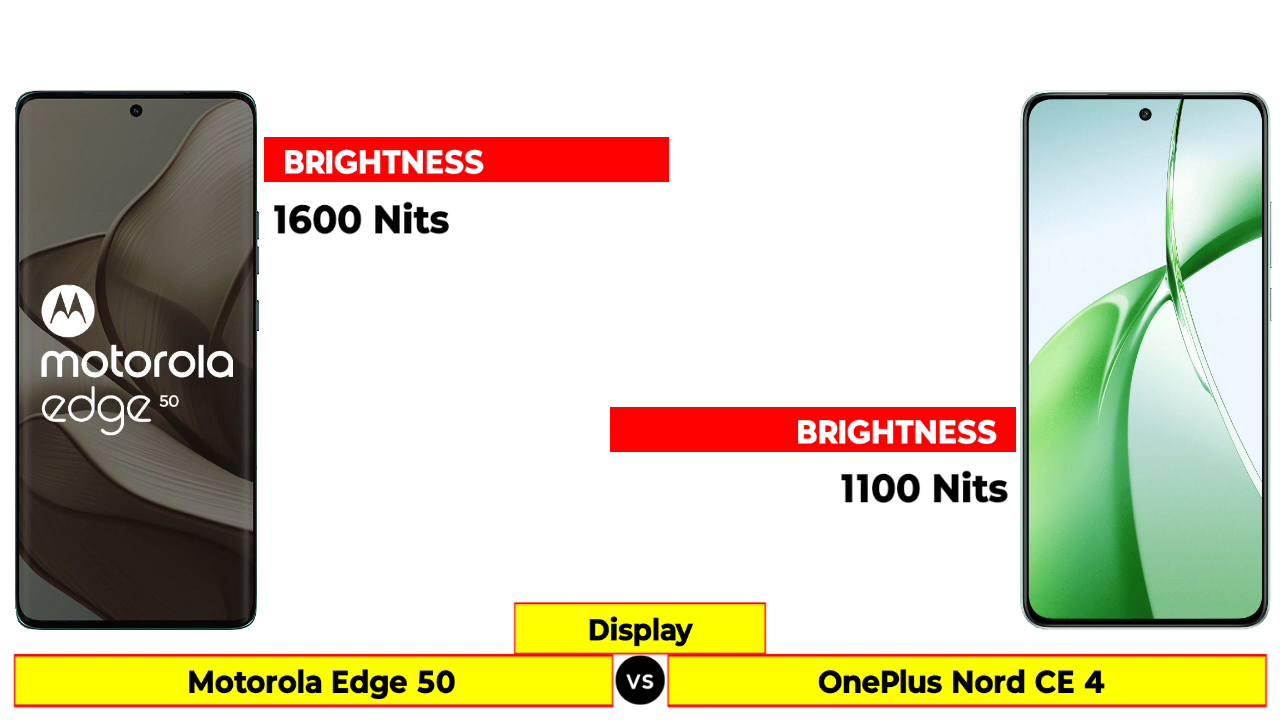 BRIGHTNESS
1600 Nits
motorola
edge 50
BRIGHTNESS
1100 Nits
Display
Motorola Edge 50
VS
OnePlus Nord CE 4